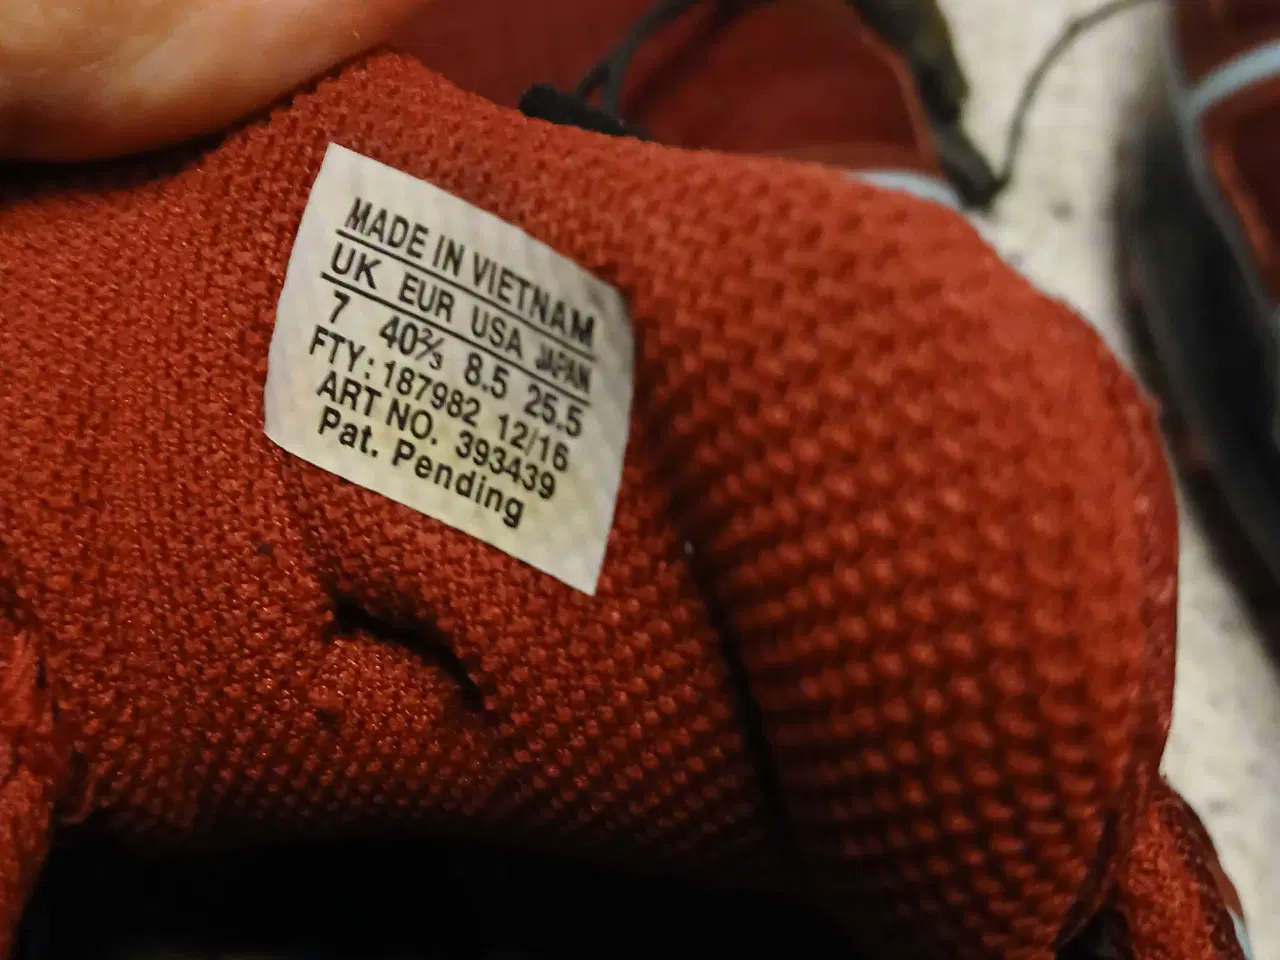 MADE IN VIETNAM
UK EUR USA JAPAN
7 40⅔ 8.5 25.5
FTY: 187982 12/16
ART NO. 393439
Pat. Pending